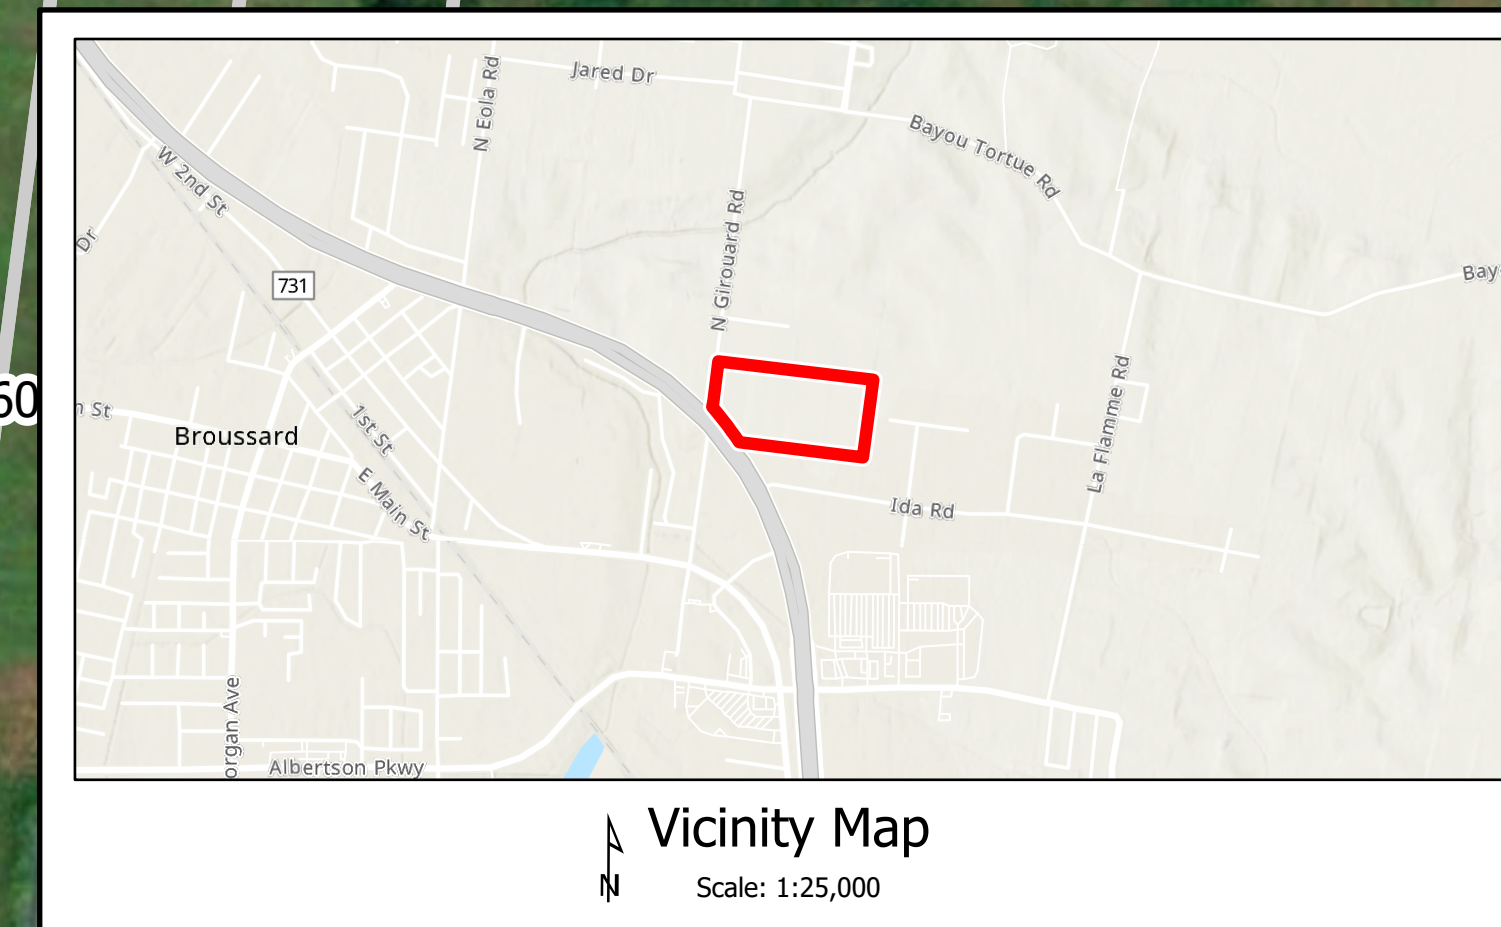 Jared Dr
N Eola Rd
Bayou Tortue Rd
W 2nd St
N Girouard Rd
Dr
731
Bay
La Flamme Rd
60
n St
1st St
Broussard
E Main St
Ida Rd
organ Ave
Albertson Pkwy
Vicinity Map
N
Scale: 1:25,000